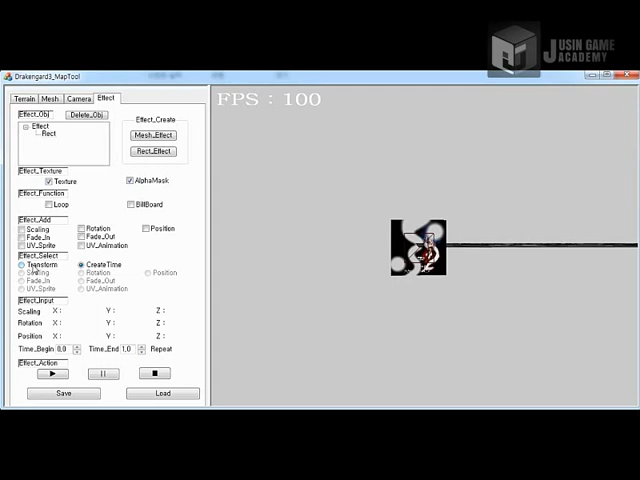 JUSIN GAME
ACADEMY
Drakengard3_MapTool
Terrain Mesh Camera Effect
FPS : 100
Effect_Obj Delete_Obj
Effect_Create
Effect
Rect
Mesh_Effect
Rect_Effect
Effect_Texture
Texture AlphaMask
Effect_Function
Loop BillBoard
Effect_Add
Scaling Rotation Position
Fade_In Fade_Out
UV_Sprite UV_Animation
Effect_Select
Transform CreateTime
Scaling Rotation Position
Fade_In Fade_Out
UV_Sprite UV_Animation
Effect_Input
Scaling X : Y : Z :
Rotation X : Y : Z :
Position X : Y : Z :
Time_Begin 0,0 Time_End 1,0 Repeat
Effect_Action
Save Load